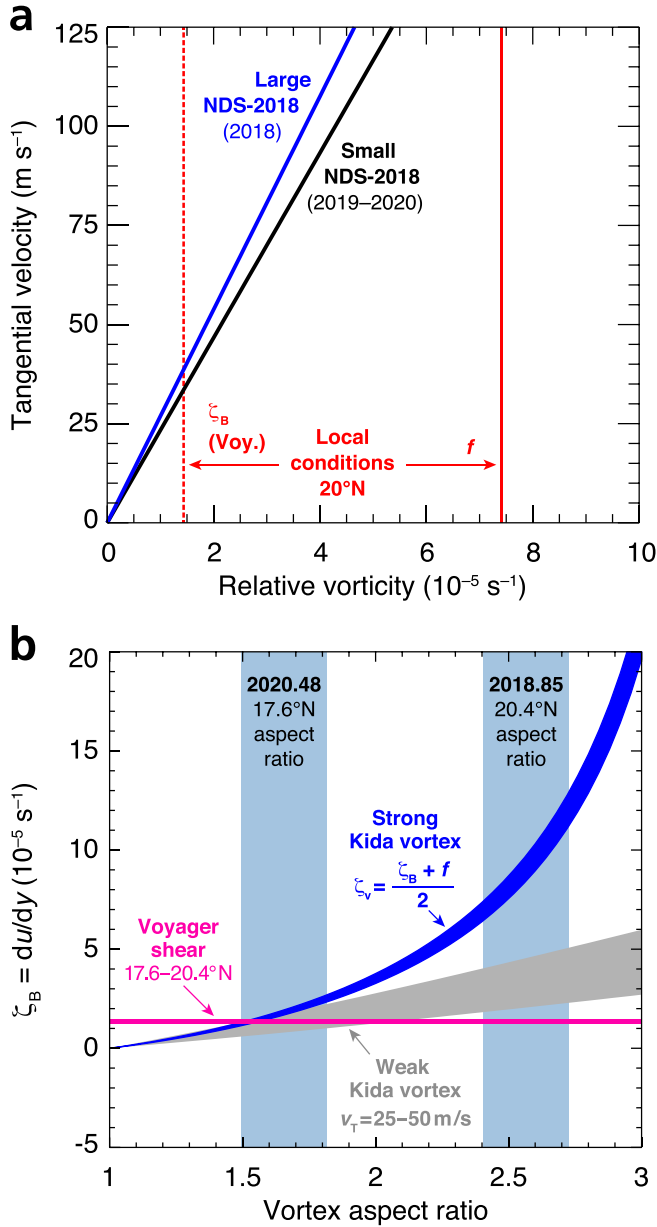 a
125
100
75
50
25
0
Tangential velocity (m s⁻¹)
Large
NDS-2018
(2018)
Small
NDS-2018
(2019–2020)
ζB
(Voy.)
Local
conditions
20°N
f
0 2 4 6 8 10
Relative vorticity (10⁻⁵ s⁻¹)
b
20
15
10
5
0
-5
ζB = du/dy (10⁻⁵ s⁻¹)
2020.48
17.6°N
aspect
ratio
2018.85
20.4°N
aspect
ratio
Strong
Kida vortex
ζv = (ζB + f)/2
Voyager
shear
17.6–20.4°N
Weak
Kida vortex
vT = 25–50 m/s
1 1.5 2 2.5 3
Vortex aspect ratio